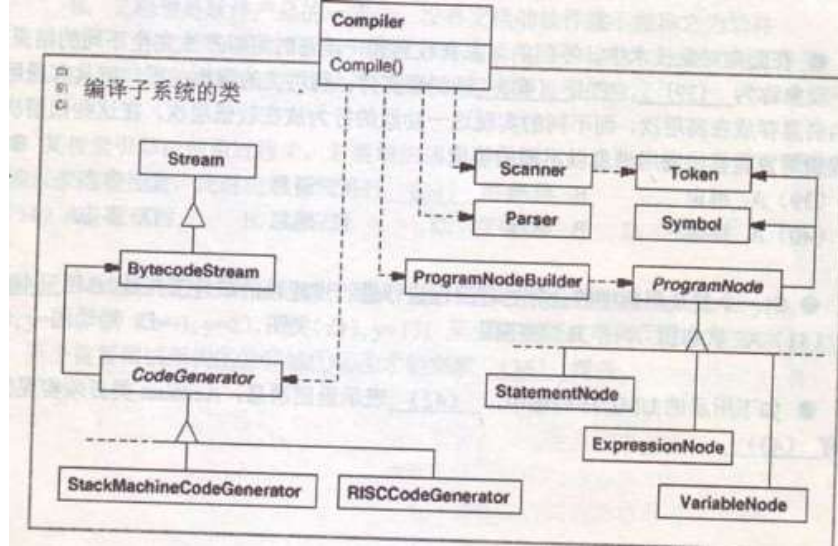 Compiler
Compile()
编译子系统的类
Stream
Scanner
Token
Parser
Symbol
BytecodeStream
ProgramNodeBuilder
ProgramNode
CodeGenerator
StatementNode
ExpressionNode
StackMachineCodeGenerator
RISCCodeGenerator
VariableNode